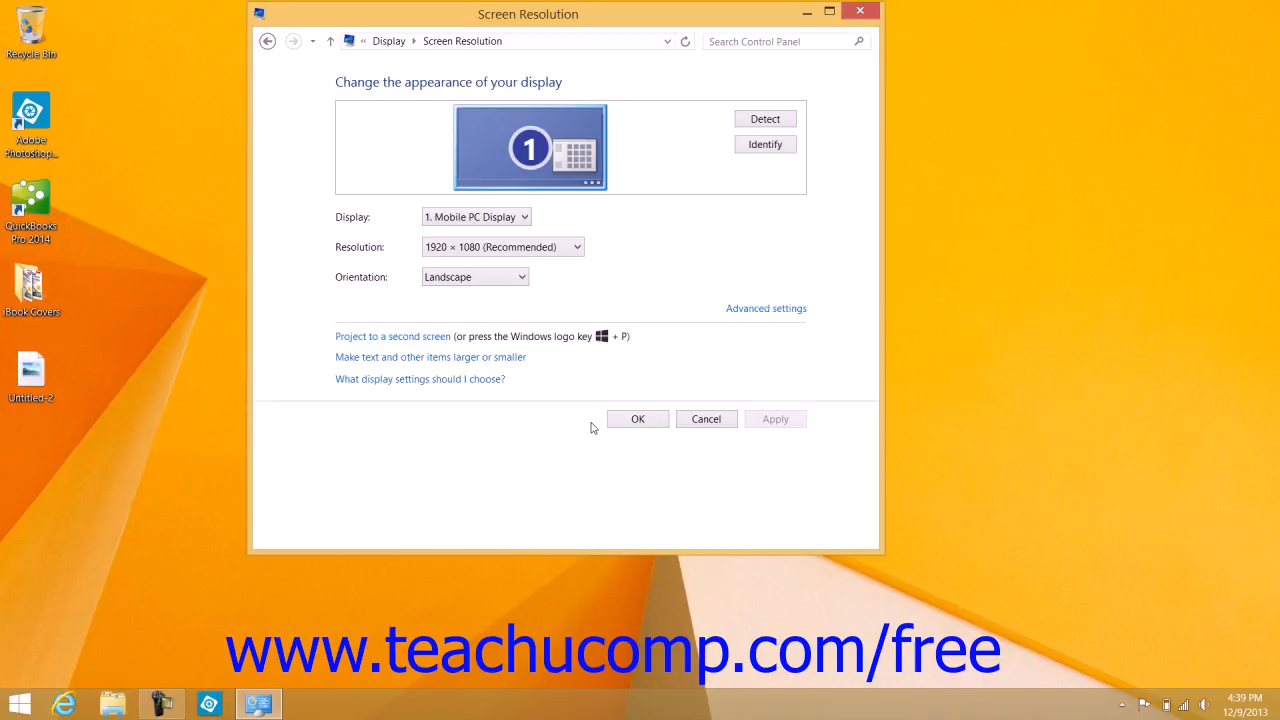 Recycle Bin
Adobe
Photoshop...
QuickBooks
Pro 2014
iBook Covers
Untitled-2
Screen Resolution
« Display Screen Resolution
Search Control Panel
Change the appearance of your display
1
Detect
Identify
Display: 1. Mobile PC Display
Resolution: 1920 × 1080 (Recommended)
Orientation: Landscape
Advanced settings
Project to a second screen (or press the Windows logo key + P)
Make text and other items larger or smaller
What display settings should I choose?
OK Cancel Apply
www.teachucomp.com/free
4:39 PM
12/9/2013